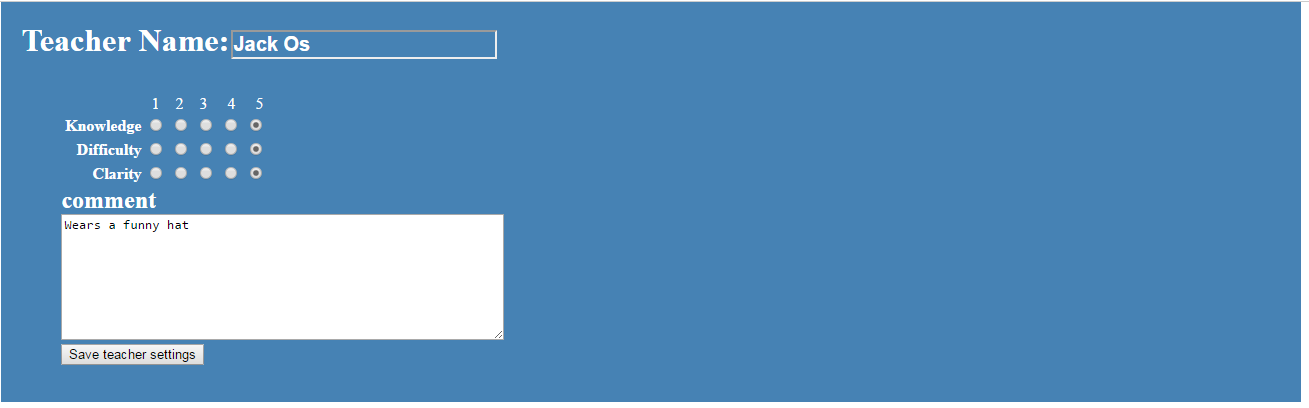 Teacher Name: Jack Os
1 2 3 4 5
Knowledge
Difficulty
Clarity
comment
Wears a funny hat
Save teacher settings